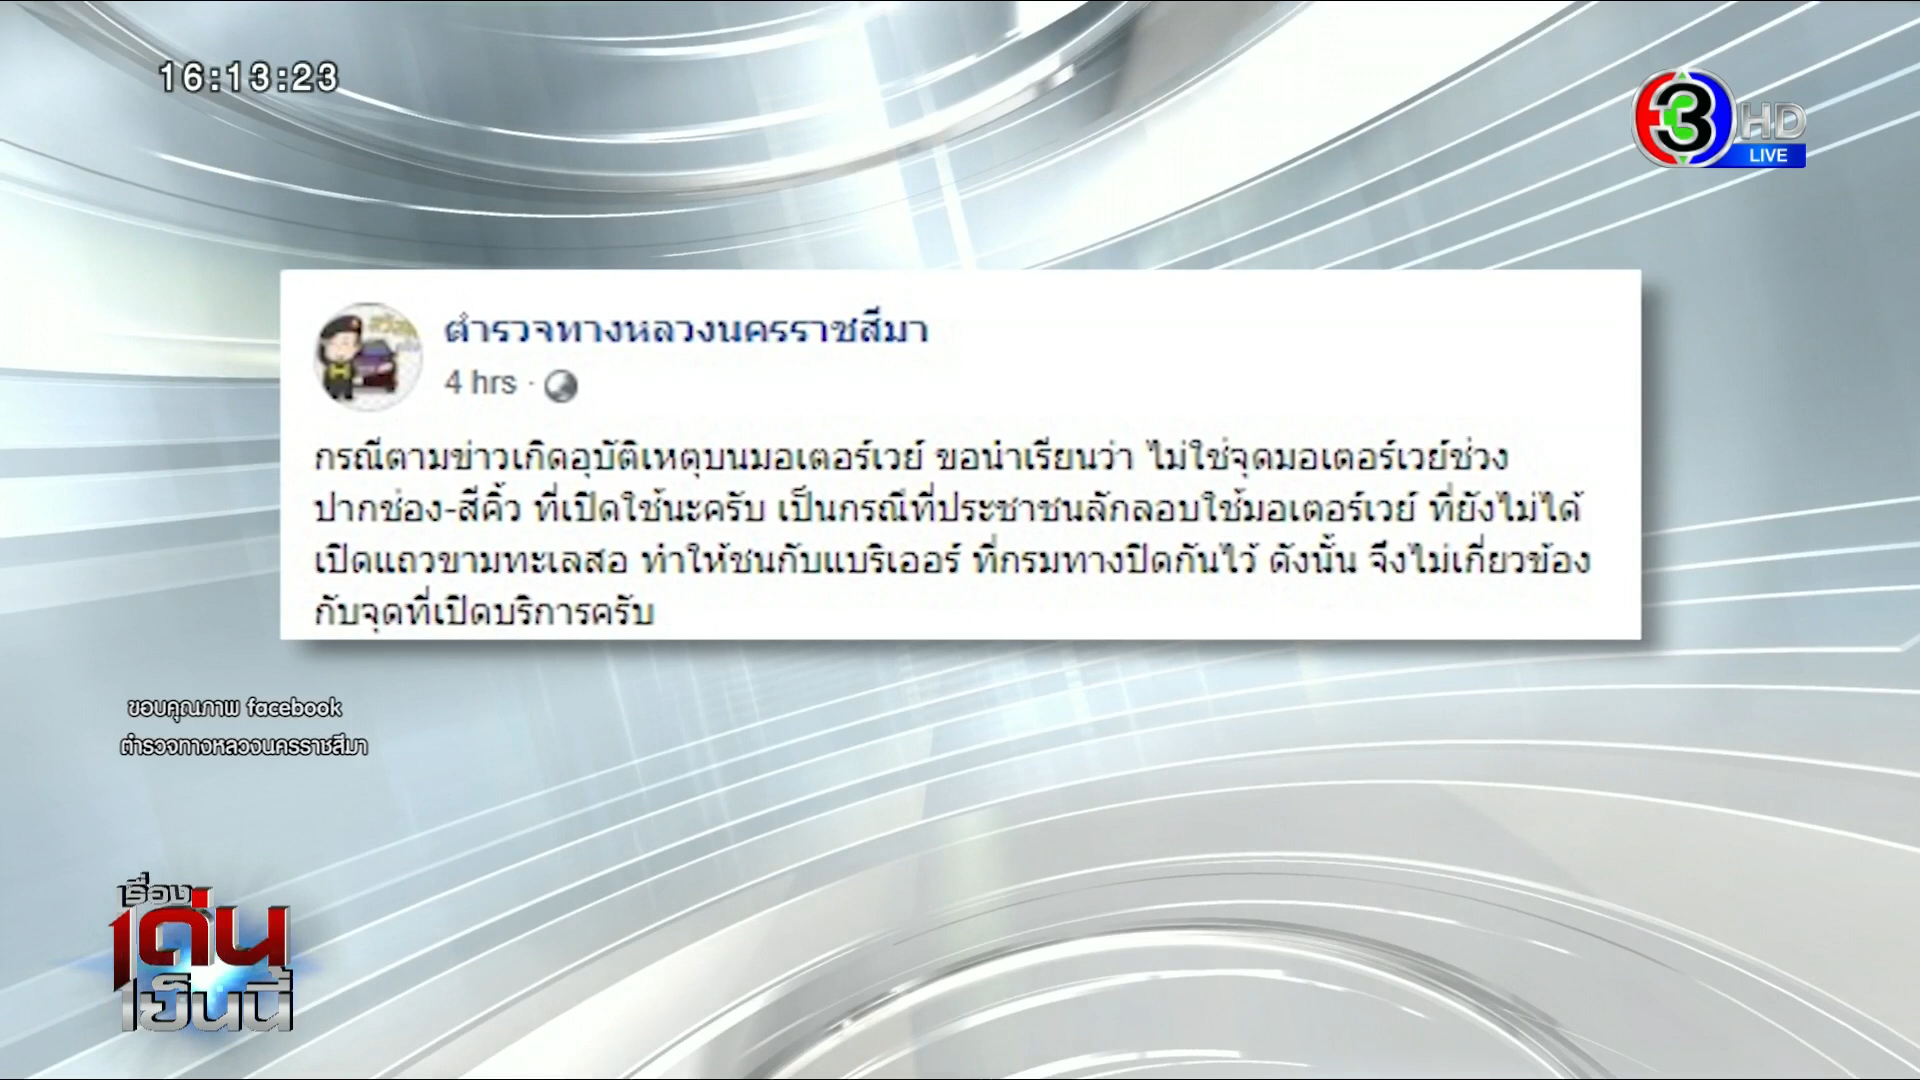 16:13:23
3 HD
LIVE
ตำรวจทางหลวงนครราชสีมา
4 hrs ·
กรณีตามข่าวเกิดอุบัติเหตุบนมอเตอร์เวย์ ขอนำเรียนว่า ไม่ใช่จุดมอเตอร์เวย์ช่วง
ปากช่อง-สีคิ้ว ที่เปิดใช้นะครับ เป็นกรณีที่ประชาชนลักลอบใช้มอเตอร์เวย์ ที่ยังไม่ได้
เปิดแถวขามทะเลสอ ทำให้ชนกับแบริเออร์ ที่กรมทางปิดกันไว้ ดังนั้น จึงไม่เกี่ยวข้อง
กับจุดที่เปิดบริการครับ
ขอบคุณภาพ facebook
ตำรวจทางหลวงนครราชสีมา
เรื่อง
เด่น
เย็นนี้